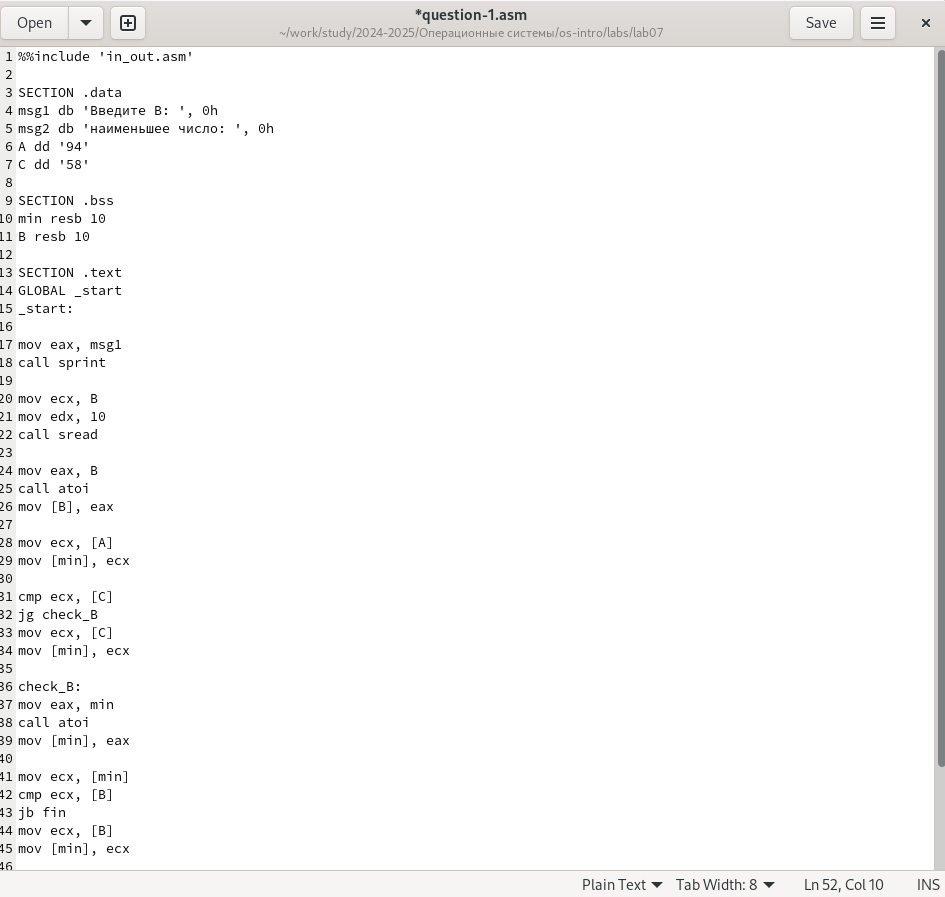 Open
*question-1.asm
~/work/study/2024-2025/Операционные системы/os-intro/labs/lab07
Save
1 %%include 'in_out.asm'
2
3 SECTION .data
4 msg1 db 'Введите B: ', 0h
5 msg2 db 'наименьшее число: ', 0h
6 A dd '94'
7 C dd '58'
8
9 SECTION .bss
10 min resb 10
11 B resb 10
12
13 SECTION .text
14 GLOBAL _start
15 _start:
16
17 mov eax, msg1
18 call sprint
19
20 mov ecx, B
21 mov edx, 10
22 call sread
23
24 mov eax, B
25 call atoi
26 mov [B], eax
27
28 mov ecx, [A]
29 mov [min], ecx
30
31 cmp ecx, [C]
32 jg check_B
33 mov ecx, [C]
34 mov [min], ecx
35
36 check_B:
37 mov eax, min
38 call atoi
39 mov [min], eax
40
41 mov ecx, [min]
42 cmp ecx, [B]
43 jb fin
44 mov ecx, [B]
45 mov [min], ecx
46
Plain Text Tab Width: 8 Ln 52, Col 10 INS